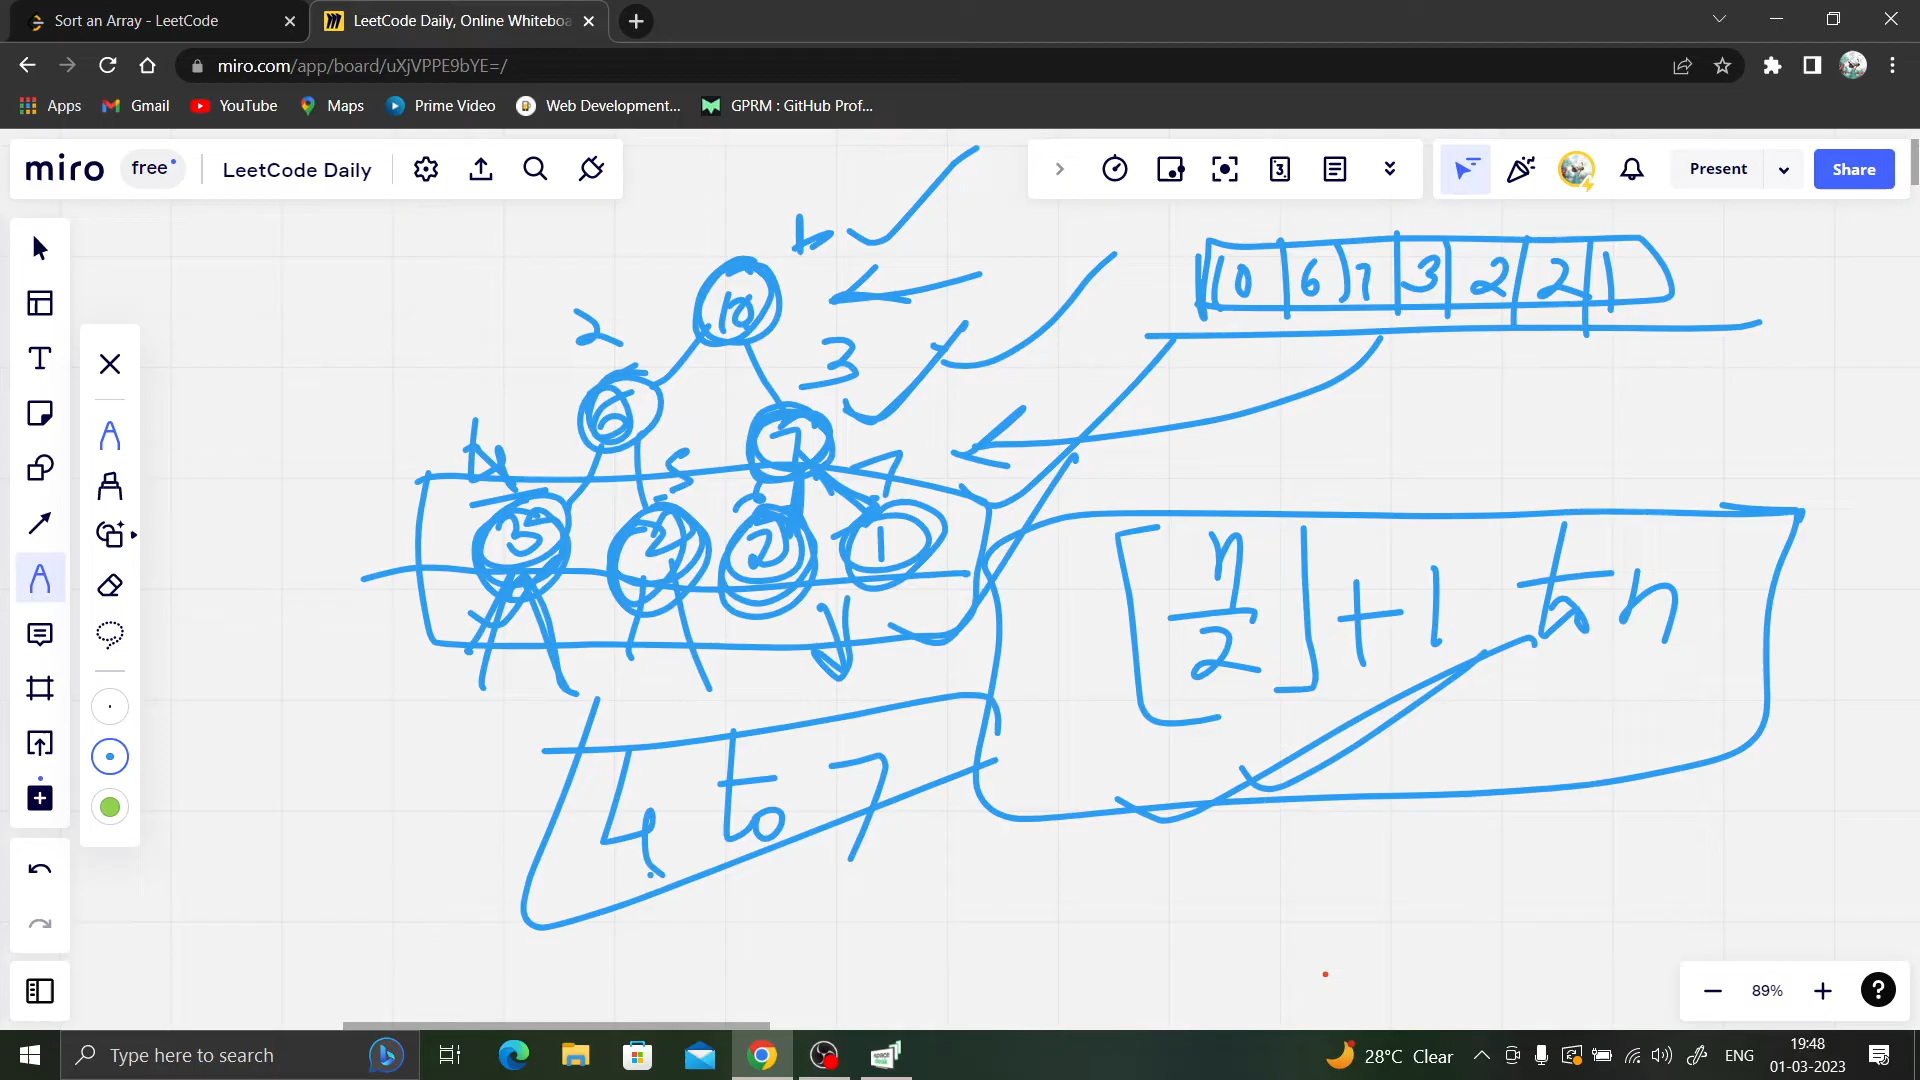 Sort an Array - LeetCode
LeetCode Daily, Online Whiteboa
miro.com/app/board/uXjVPPE9bYE=/
Apps Gmail YouTube Maps Prime Video Web Development... GPRM : GitHub Prof...
miro free LeetCode Daily
3
Present Share
10
2
3
6
7
5
3 2 2 1
10 6 7 3 2 2 1
[n/2] + 1 to n
4 to 7
89%
Type here to search
28°C Clear
ENG
19:48
01-03-2023